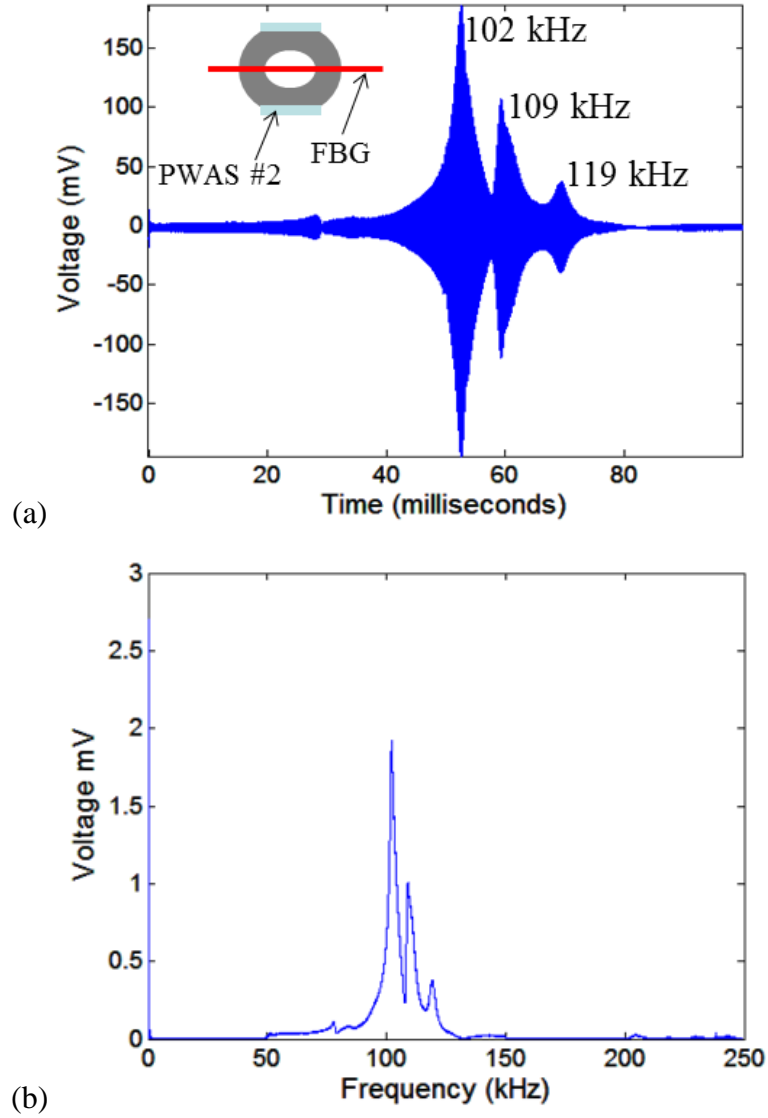 150
100
50
0
-50
-100
-150
Voltage (mV)
102 kHz
109 kHz
119 kHz
PWAS #2
FBG
0
20
40
60
80
Time (milliseconds)
(a)
3
2.5
2
1.5
1
0.5
0
Voltage mV
0
50
100
150
200
250
Frequency (kHz)
(b)